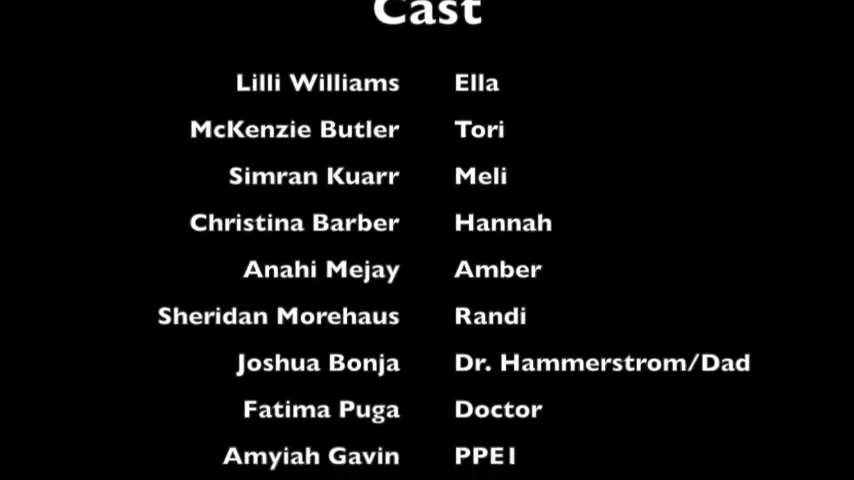 Cast
Lilli Williams Ella
McKenzie Butler Tori
Simran Kuarr Meli
Christina Barber Hannah
Anahi Mejay Amber
Sheridan Morehaus Randi
Joshua Bonja Dr. Hammerstrom/Dad
Fatima Puga Doctor
Amyiah Gavin PPE1